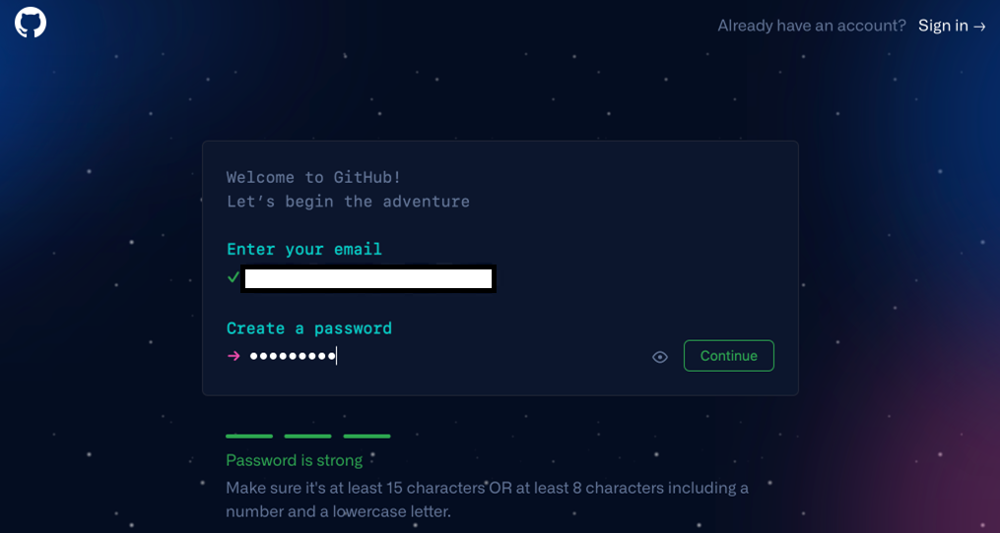 Already have an account? Sign in →
Welcome to GitHub!
Let’s begin the adventure
Enter your email
✓
Create a password
→ •••••••••
Continue
Password is strong
Make sure it's at least 15 characters OR at least 8 characters including a
number and a lowercase letter.